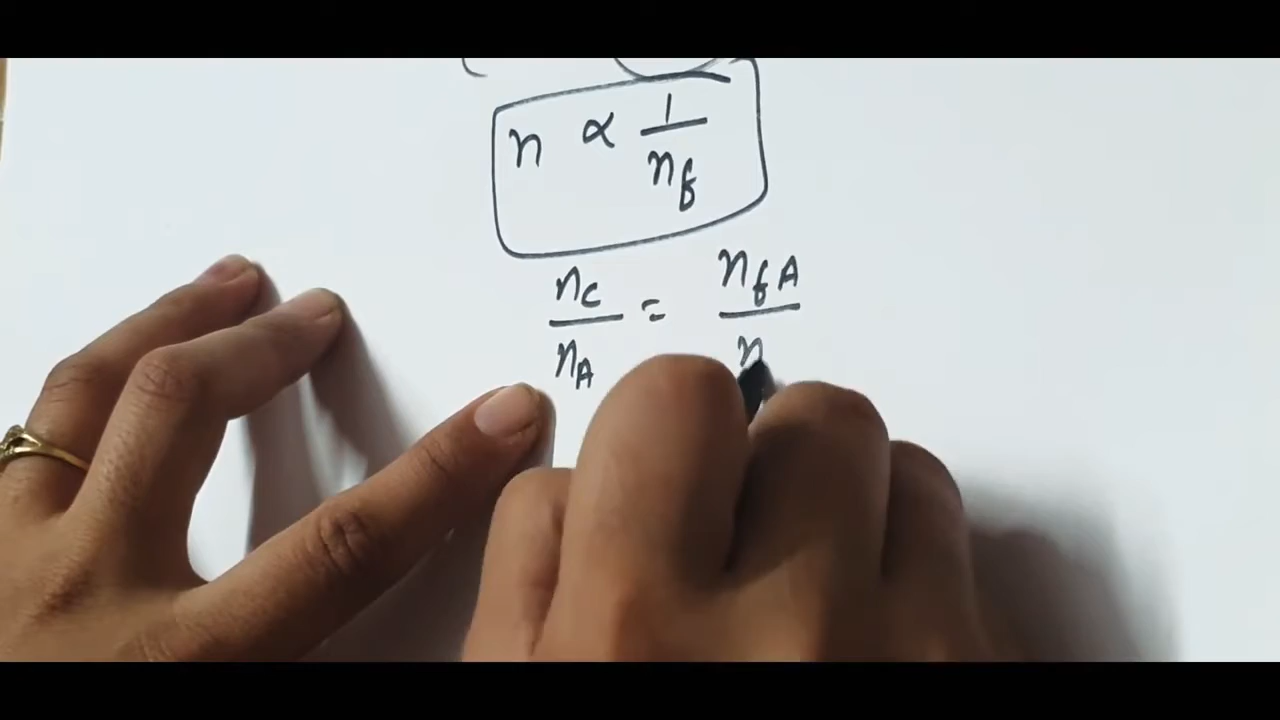 n ∝ 1/n_f
n_C/n_A = n_fA/n